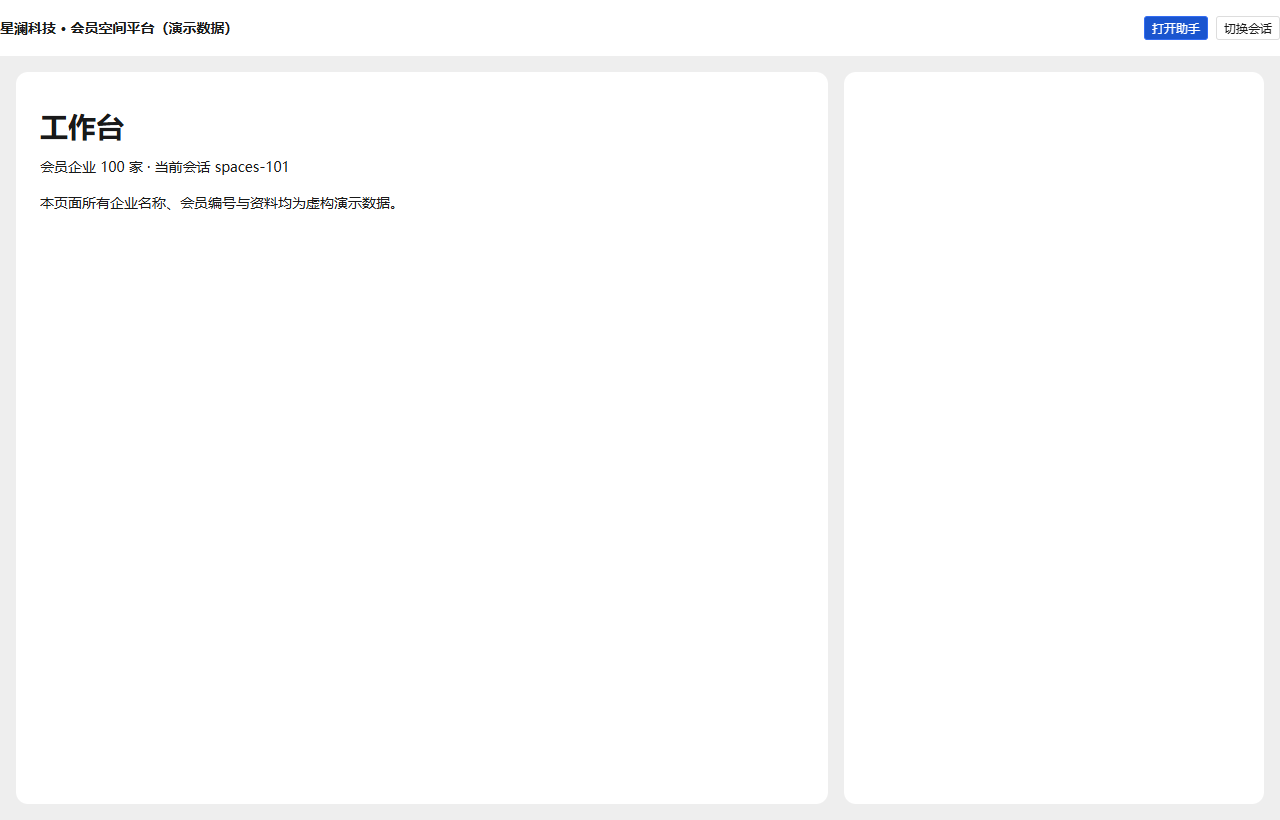 星澜科技 • 会员空间平台（演示数据）
打开助手
切换会话
工作台
会员企业 100 家 · 当前会话 spaces-101
本页面所有企业名称、会员编号与资料均为虚构演示数据。